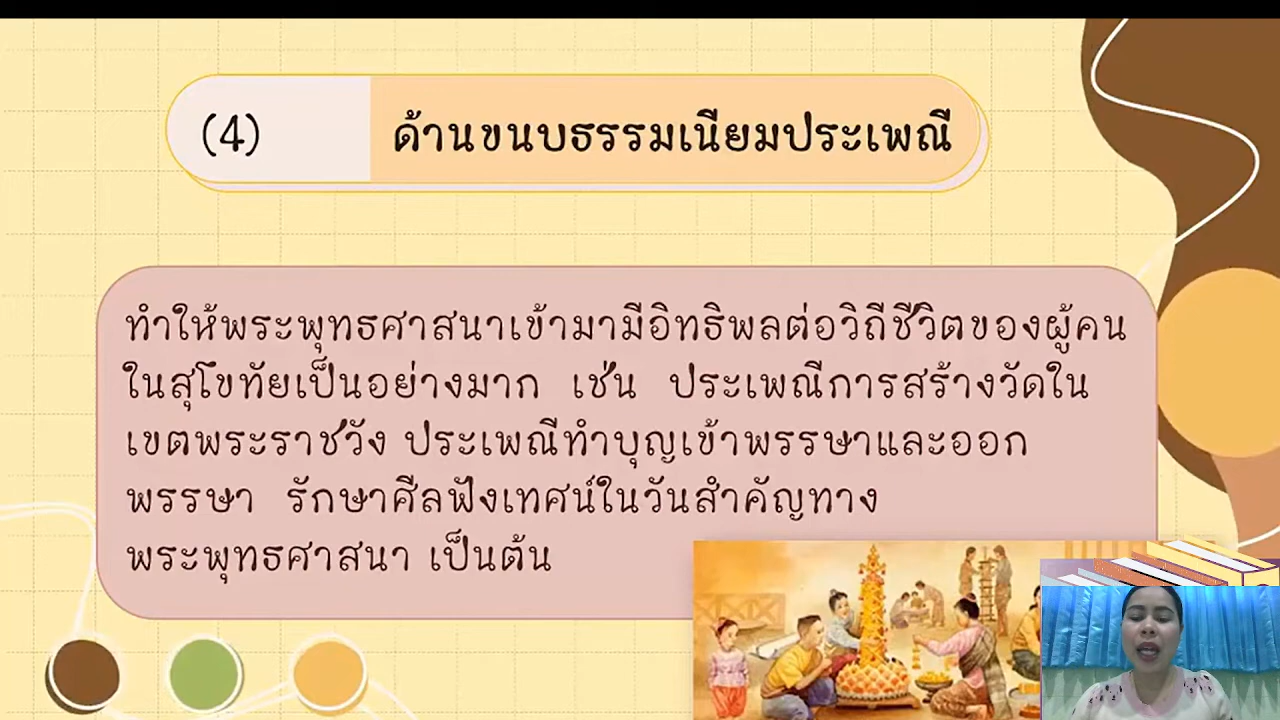 (4) ด้านขนบธรรมเนียมประเพณี
ทำให้พระพุทธศาสนาเข้ามามีอิทธิพลต่อวิถีชีวิตของผู้คน
ในสุโขทัยเป็นอย่างมาก เช่น ประเพณีการสร้างวัดใน
เขตพระราชวัง ประเพณีทำบุญเข้าพรรษาและออก
พรรษา รักษาศีลฟังเทศน์ในวันสำคัญทาง
พระพุทธศาสนา เป็นต้น